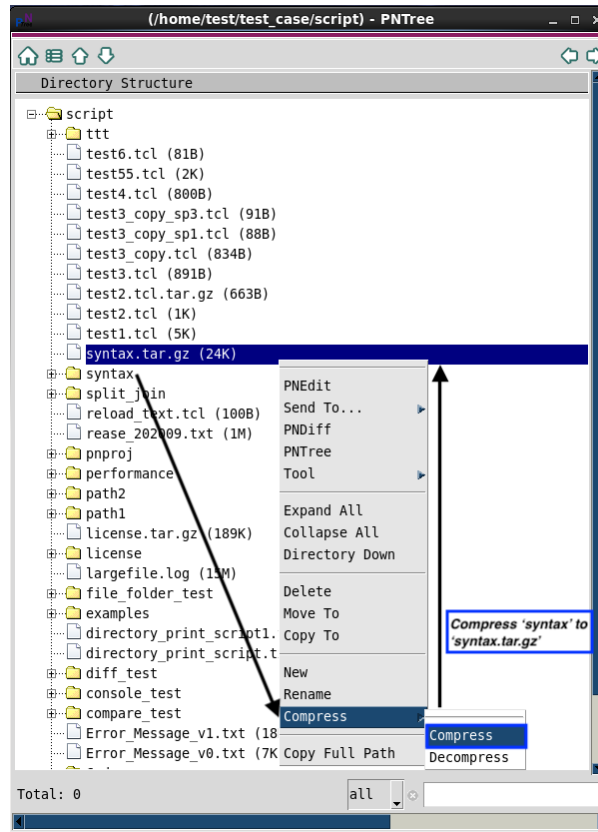 (/home/test/test_case/script) - PNTree
Directory Structure
script
ttt
test6.tcl (81B)
test55.tcl (2K)
test4.tcl (800B)
test3_copy_sp3.tcl (91B)
test3_copy_sp1.tcl (88B)
test3_copy.tcl (834B)
test3.tcl (891B)
test2.tcl.tar.gz (663B)
test2.tcl (1K)
test1.tcl (5K)
syntax.tar.gz (24K)
syntax
split_join
reload_text.tcl (100B)
rease_202009.txt (1M)
pnproj
performance
path2
path1
license.tar.gz (189K)
license
largefile.log (15M)
file_folder_test
examples
directory_print_script1.
directory_print_script.t
diff_test
console_test
compare_test
Error_Message_v1.txt (18
Error_Message_v0.txt (7K
PNEdit
Send To...
PNDiff
PNTree
Tool
Expand All
Collapse All
Directory Down
Delete
Move To
Copy To
New
Rename
Compress
Copy Full Path
Compress
Decompress
Compress ‘syntax’ to
‘syntax.tar.gz’
Total: 0
all